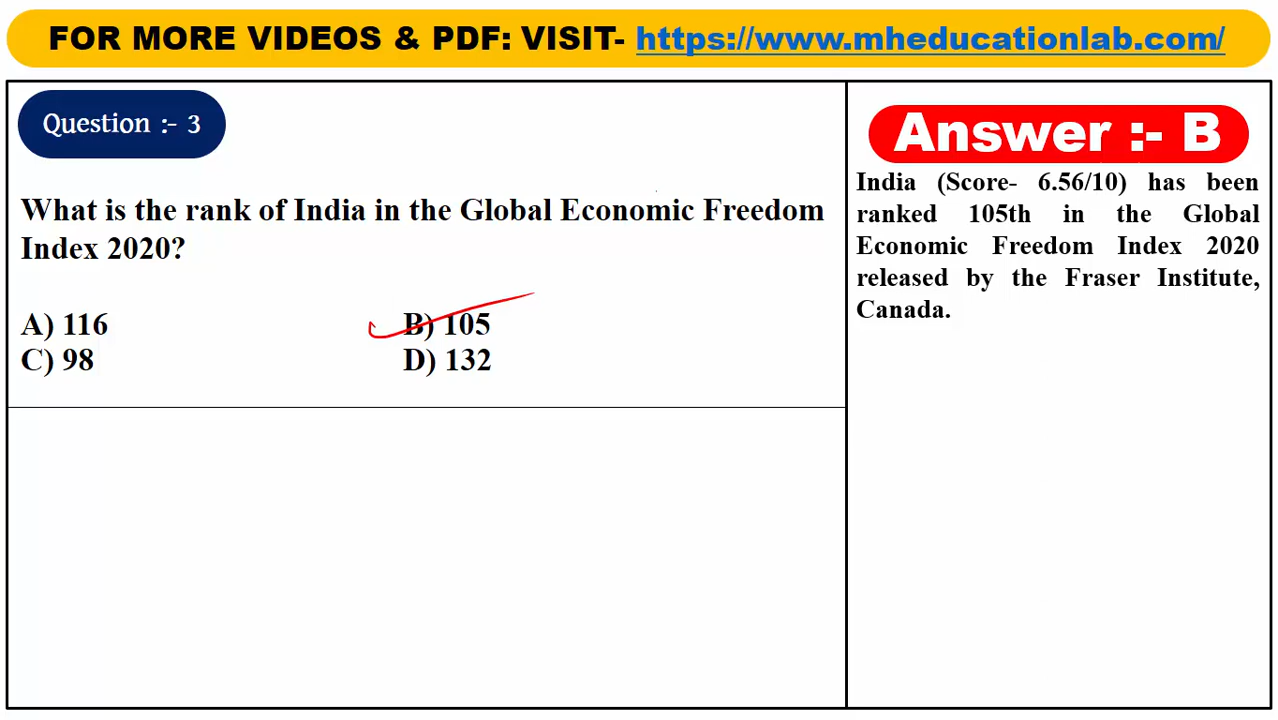 FOR MORE VIDEOS & PDF: VISIT- https://www.mheducationlab.com/
Question :- 3
What is the rank of India in the Global Economic Freedom
Index 2020?
A) 116 B) 105
C) 98 D) 132
Answer :- B
India (Score- 6.56/10) has been
ranked 105th in the Global
Economic Freedom Index 2020
released by the Fraser Institute,
Canada.